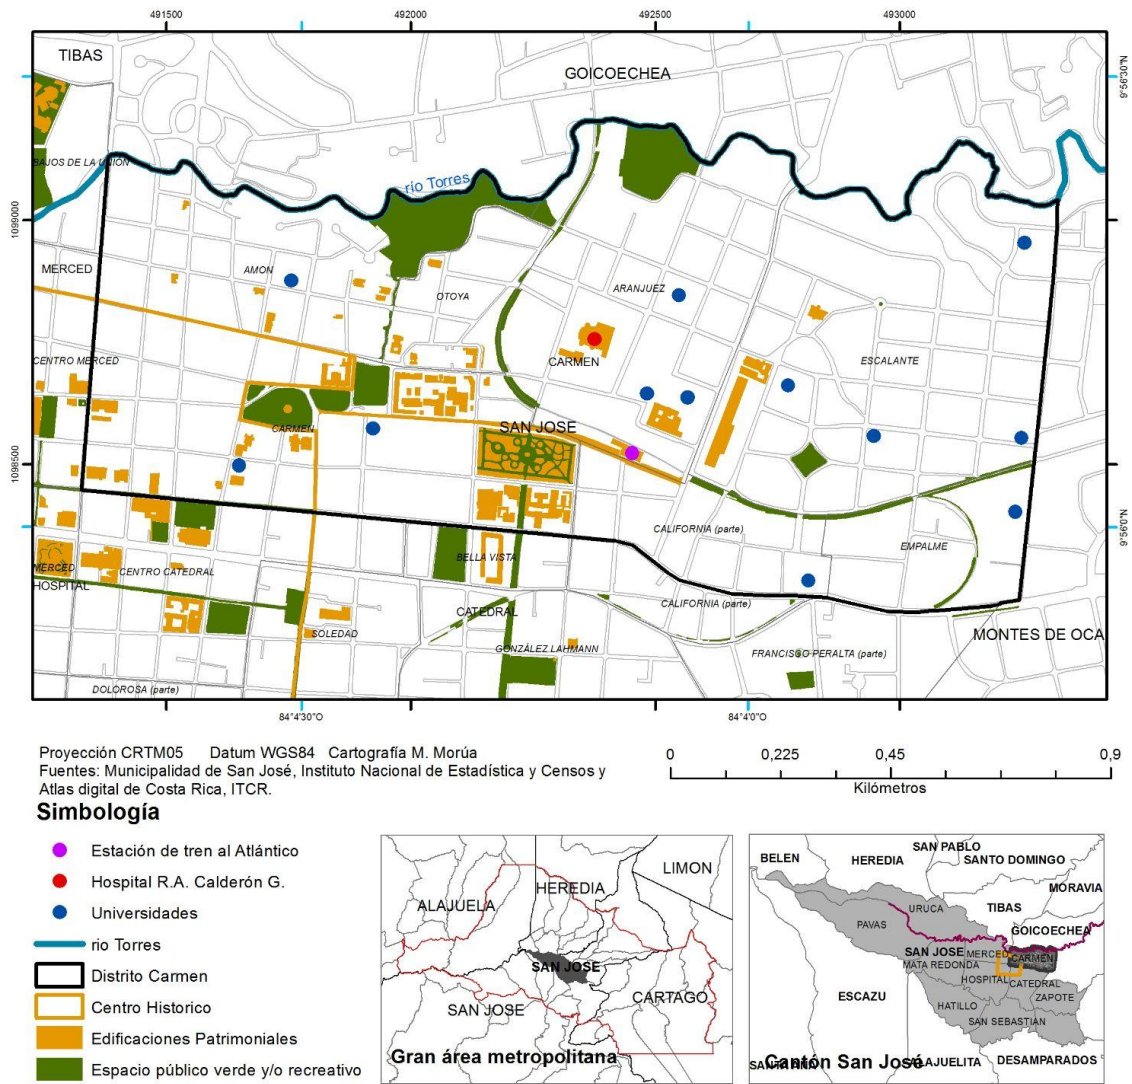 491500
492000
492500
493000
TIBAS
GOICOECHEA
9°56'30"N
BAJOS DE LA UNION
río Torres
1099000
MERCED
AMON
OTOYA
ARANJUEZ
CENTRO MERCED
CARMEN
ESCALANTE
CARMEN
SAN JOSE
1098500
CALIFORNIA (parte)
9°56'0"N
EMPALME
BELLA VISTA
MERCED
CENTRO CATEDRAL
HOSPITAL
CATEDRAL
CALIFORNIA (parte)
SOLEDAD
MONTES DE OCA
GONZÁLEZ LAHMANN
FRANCISCO PERALTA (parte)
DOLOROSA (parte)
84°4'30"O
84°4'0"O
Proyección CRTM05 Datum WGS84 Cartografía M. Morúa
Fuentes: Municipalidad de San José, Instituto Nacional de Estadística y Censos y
Atlas digital de Costa Rica, ITCR.
0 0,225 0,45 0,9
Kilómetros
Simbología
Estación de tren al Atlántico
Hospital R.A. Calderón G.
Universidades
rio Torres
Distrito Carmen
Centro Historico
Edificaciones Patrimoniales
Espacio público verde y/o recreativo
LIMON
HEREDIA
ALAJUELA
SAN JOSE
CARTAGO
SAN JOSE
Gran área metropolitana
SAN PABLO
BELEN
HEREDIA
SANTO DOMINGO
MORAVIA
URUCA
TIBAS
PAVAS
GOICOECHEA
SAN JOSE
MERCED
CARMEN
MATA REDONDA
HOSPITAL
CATEDRAL
ESCAZU
ZAPOTE
HATILLO
SAN SEBASTIAN
SANTA ANA
Cantón San José
ALAJUELITA
DESAMPARADOS